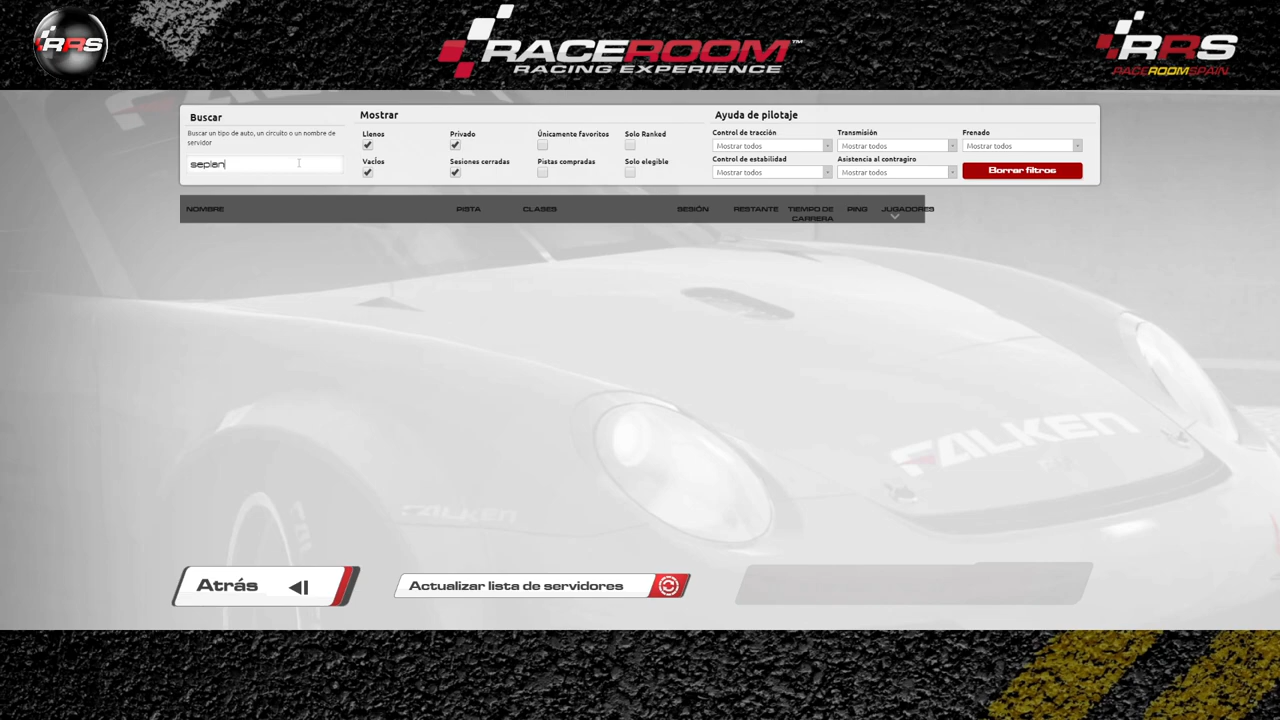 RRS
RACEROOM™
RACING EXPERIENCE
RRS
RACEROOMSPAIN
Buscar
Buscar un tipo de auto, un circuito o un nombre de
servidor
seplan
Mostrar
Llenos
Privado
Únicamente favoritos
Solo Ranked
Vacíos
Sesiones cerradas
Pistas compradas
Solo elegible
Ayuda de pilotaje
Control de tracción
Transmisión
Frenado
Mostrar todos
Mostrar todos
Mostrar todos
Control de estabilidad
Asistencia al contragiro
Mostrar todos
Mostrar todos
Borrar filtros
NOMBRE
PISTA
CLASES
SESIÓN
RESTANTE
TIEMPO DE
CARRERA
PING
JUGADORES
FALKEN
FALKEN
Atrás
Actualizar lista de servidores